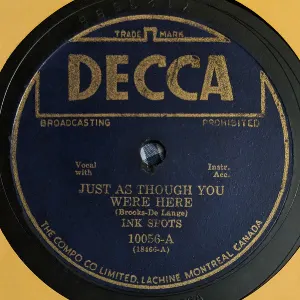 TRADE MARK
DECCA
BROADCASTING PROHIBITED
Vocal with
Instr. Acc.
JUST AS THOUGH YOU
WERE HERE
(Brooks-De Lange)
INK SPOTS
10056-A
(18466-A)
THE COMPO CO LIMITED, LACHINE MONTREAL CANADA